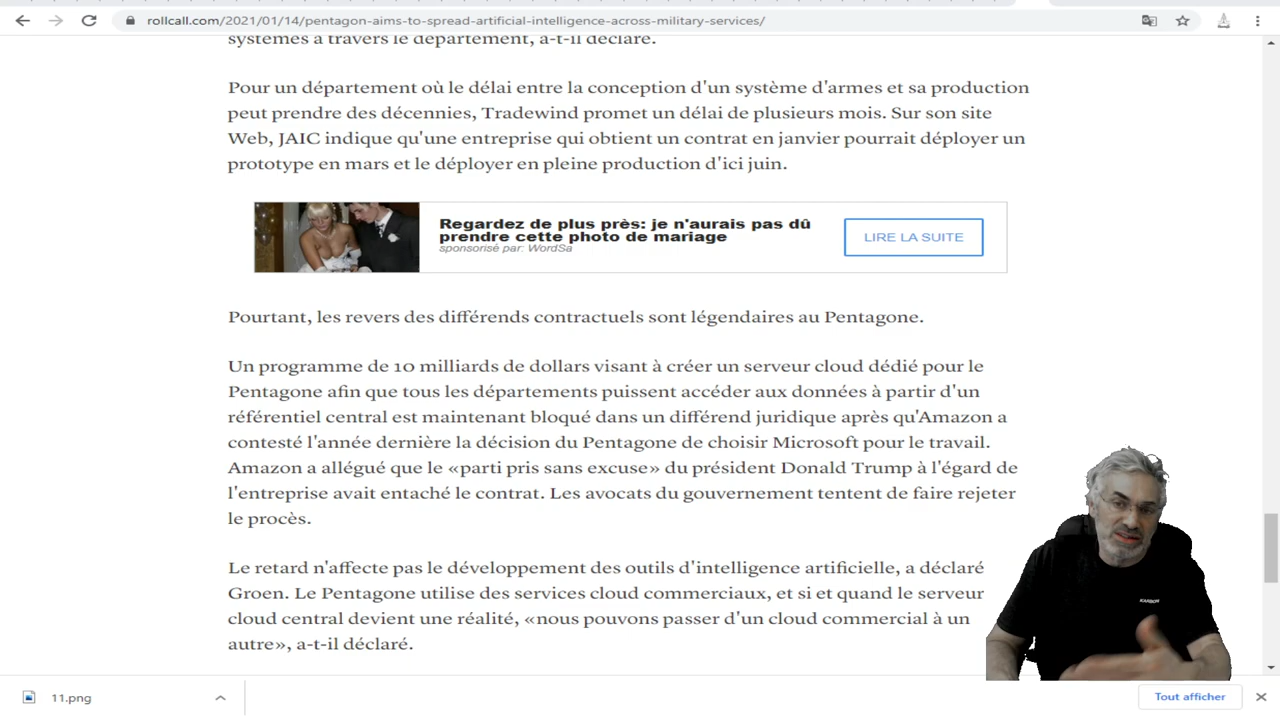 rollcall.com/2021/01/14/pentagon-aims-to-spread-artificial-intelligence-across-military-services/
systèmes à travers le département, a-t-il déclaré.
Pour un département où le délai entre la conception d'un système d'armes et sa production
peut prendre des décennies, Tradewind promet un délai de plusieurs mois. Sur son site
Web, JAIC indique qu'une entreprise qui obtient un contrat en janvier pourrait déployer un
prototype en mars et le déployer en pleine production d'ici juin.
Regardez de plus près: je n'aurais pas dû
prendre cette photo de mariage
sponsorisé par: WordSa
LIRE LA SUITE
Pourtant, les revers des différends contractuels sont légendaires au Pentagone.
Un programme de 10 milliards de dollars visant à créer un serveur cloud dédié pour le
Pentagone afin que tous les départements puissent accéder aux données à partir d'un
référentiel central est maintenant bloqué dans un différend juridique après qu'Amazon a
contesté l'année dernière la décision du Pentagone de choisir Microsoft pour le travail.
Amazon a allégué que le «parti pris sans excuse» du président Donald Trump à l'égard de
l'entreprise avait entaché le contrat. Les avocats du gouvernement tentent de faire rejeter
le procès.
Le retard n'affecte pas le développement des outils d'intelligence artificielle, a déclaré
Groen. Le Pentagone utilise des services cloud commerciaux, et si et quand le serveur
cloud central devient une réalité, «nous pouvons passer d'un cloud commercial à un
autre», a-t-il déclaré.
11.png
Tout afficher